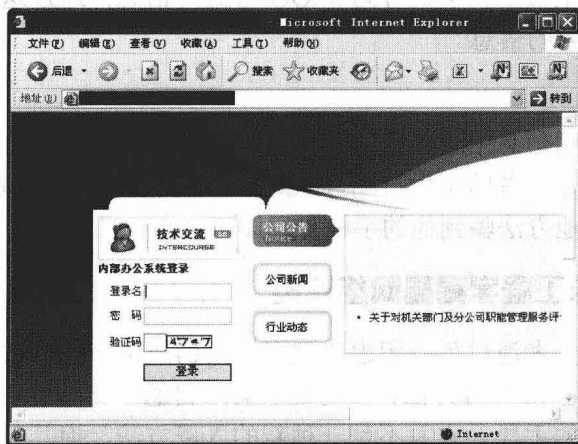 - Microsoft Internet Explorer
文件(F) 编辑(E) 查看(V) 收藏(A) 工具(T) 帮助(H)
后退 搜索 收藏夹
地址(D) 转到
技术交流 GO
INTERCOURSE
内部办公系统登录
登录名
密 码
验证码 4747
登录
公司公告
Notice
公司新闻
行业动态
• 关于对机关部门及分公司职能管理服务评
Internet